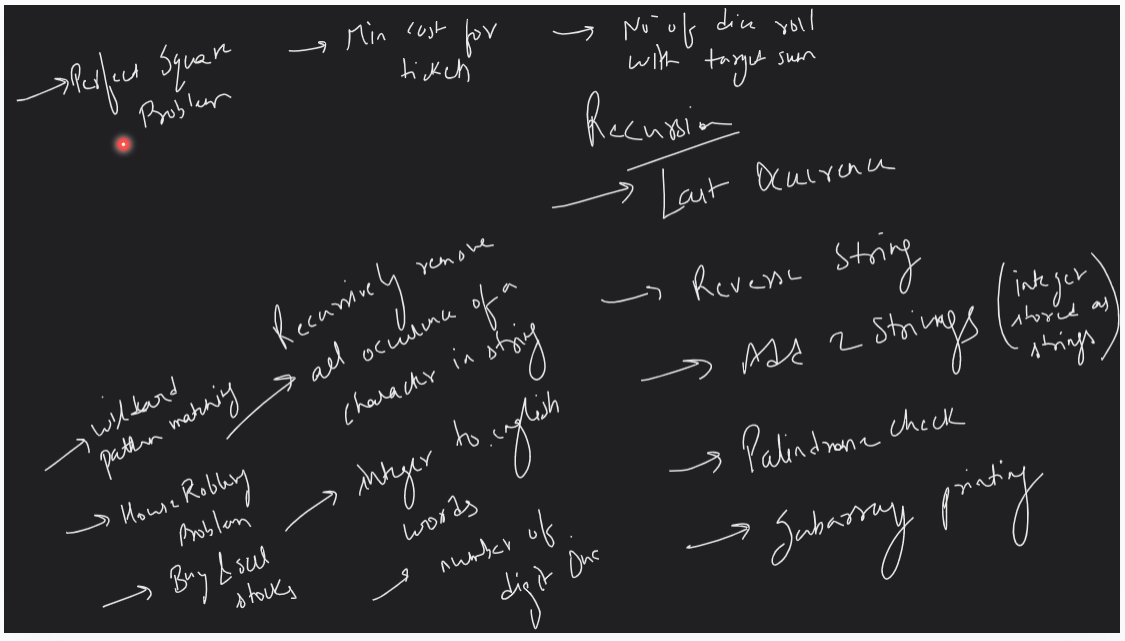 → Perfect Square
Problem
→ Min cost for
tickets
→ No of dice roll
with target sum
Recursion
→ Last Occurrence
→ Reverse String
→ Add 2 Strings (integer
stored as
strings)
→ Palindrome check
→ Subarray printing
→ Recursively remove
all occurrence of a
character in string
→ integer to english
words
→ number of
digit One
→ wildcard
pattern matching
→ House Robbery
Problem
→ Buy & sell
stocks